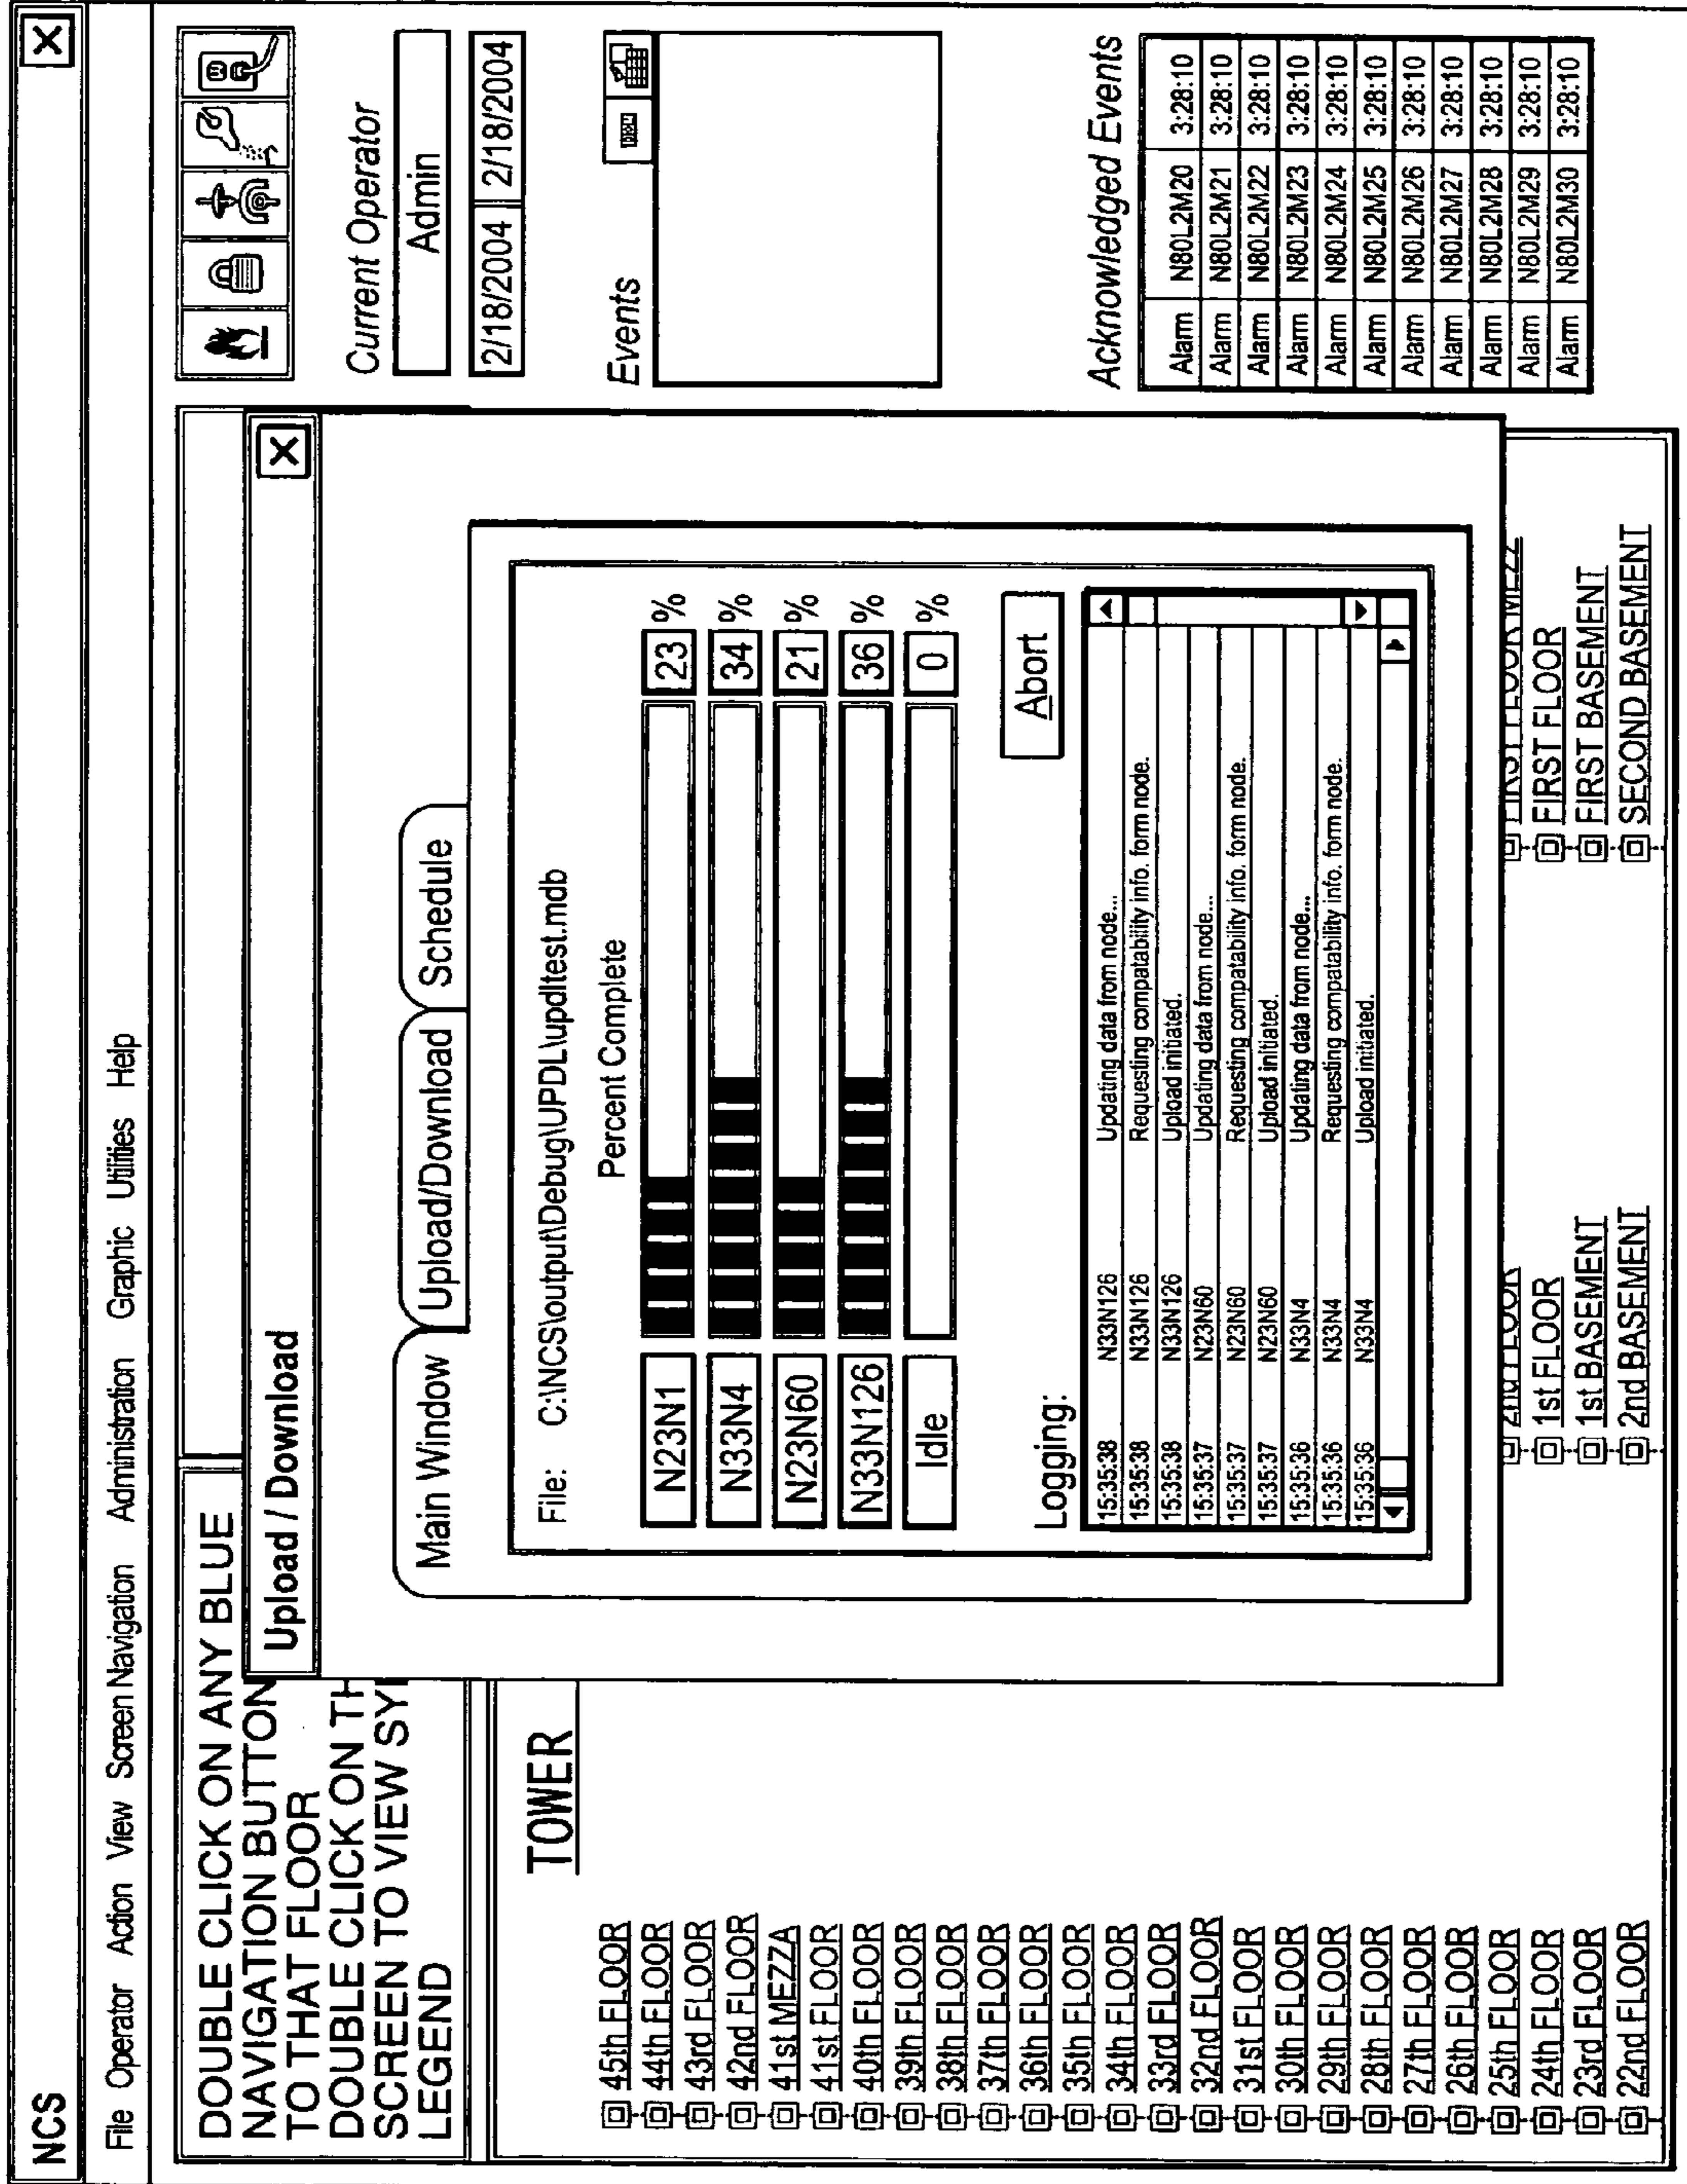 NCS
File Operator Action View Screen Navigation Administration Graphic Utilities Help
DOUBLE CLICK ON ANY BLUE
NAVIGATION BUTTON
TO THAT FLOOR
DOUBLE CLICK ON TH
SCREEN TO VIEW SY
LEGEND
TOWER
45th FLOOR
44th FLOOR
43rd FLOOR
42nd FLOOR
41st MEZZA
41st FLOOR
40th FLOOR
39th FLOOR
38th FLOOR
37th FLOOR
36th FLOOR
35th FLOOR
34th FLOOR
33rd FLOOR
32nd FLOOR
31st FLOOR
30th FLOOR
29th FLOOR
28th FLOOR
27th FLOOR
26th FLOOR
25th FLOOR
24th FLOOR
23rd FLOOR
22nd FLOOR
2nd FLOOR
1st FLOOR
1st BASEMENT
2nd BASEMENT
FIRST FLOOR MEZZ
FIRST FLOOR
FIRST BASEMENT
SECOND BASEMENT
Upload / Download
Main Window Upload/Download Schedule
File: C:\NCS\output\Debug\UPDL\updltest.mdb
Percent Complete
N23N1 23 %
N33N4 34 %
N23N60 21 %
N33N126 36 %
Idle 0 %
Abort
Logging:
15:35:38 N33N126 Updating data from node...
15:35:38 N33N126 Requesting compatability info. form node.
15:35:38 N33N126 Upload initiated.
15:35:37 N23N60 Updating data from node...
15:35:37 N23N60 Requesting compatability info. form node.
15:35:37 N23N60 Upload initiated.
15:35:36 N33N4 Updating data from node...
15:35:36 N33N4 Requesting compatability info. form node.
15:35:36 N33N4 Upload initiated.
Current Operator
Admin
2/18/2004 2/18/2004
Events
Acknowledged Events
Alarm N80L2M20 3:28:10
Alarm N80L2M21 3:28:10
Alarm N80L2M22 3:28:10
Alarm N80L2M23 3:28:10
Alarm N80L2M24 3:28:10
Alarm N80L2M25 3:28:10
Alarm N80L2M26 3:28:10
Alarm N80L2M27 3:28:10
Alarm N80L2M28 3:28:10
Alarm N80L2M29 3:28:10
Alarm N80L2M30 3:28:10